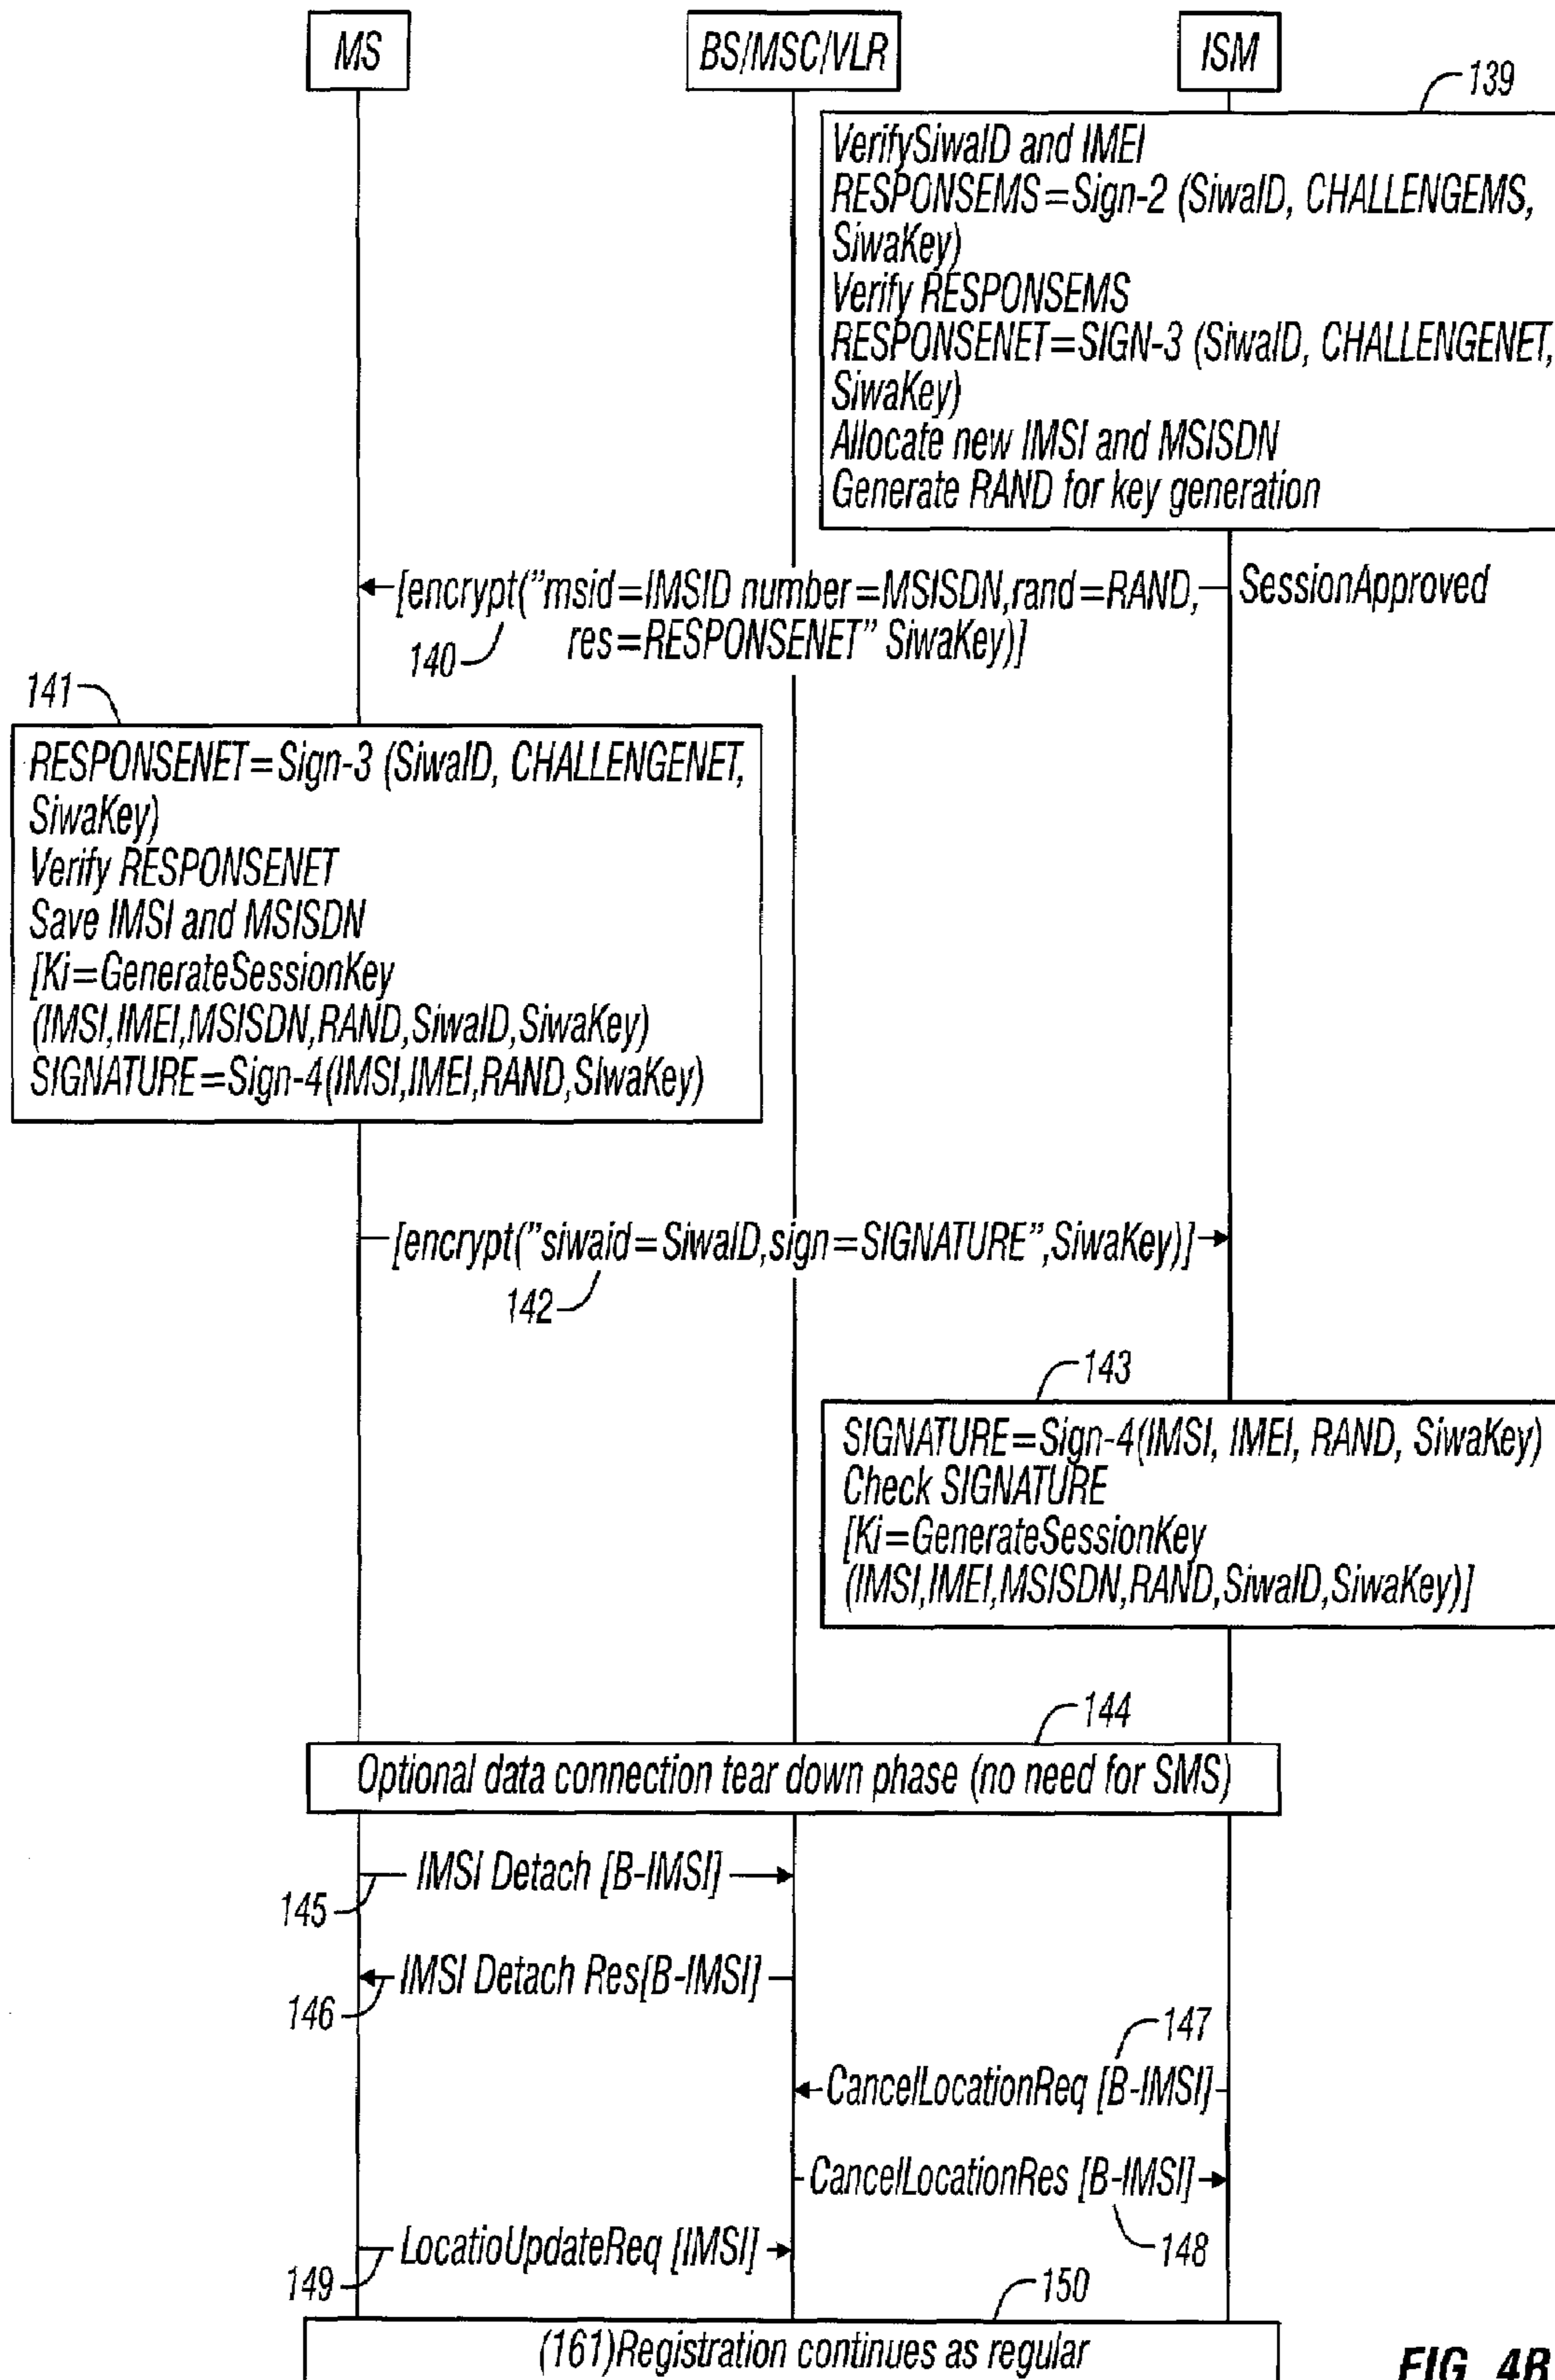 MS
BS/MSC/VLR
ISM
139
VerifySiwaID and IMEI
RESPONSEMS=Sign-2 (SiwaID, CHALLENGEMS,
SiwaKey)
Verify RESPONSEMS
RESPONSENET=SIGN-3 (SiwaID, CHALLENGENET,
SiwaKey)
Allocate new IMSI and MSISDN
Generate RAND for key generation
[encrypt("msid=IMSID number=MSISDN,rand=RAND,
res=RESPONSENET" SiwaKey)]
SessionApproved
140
141
RESPONSENET=Sign-3 (SiwaID, CHALLENGENET,
SiwaKey)
Verify RESPONSENET
Save IMSI and MSISDN
[Ki=GenerateSessionKey
(IMSI,IMEI,MSISDN,RAND,SiwaID,SiwaKey)
SIGNATURE=Sign-4(IMSI,IMEI,RAND,SiwaKey)
[encrypt("siwaid=SiwaID,sign=SIGNATURE",SiwaKey)]
142
143
SIGNATURE=Sign-4(IMSI, IMEI, RAND, SiwaKey)
Check SIGNATURE
[Ki=GenerateSessionKey
(IMSI,IMEI,MSISDN,RAND,SiwaID,SiwaKey)]
144
Optional data connection tear down phase (no need for SMS)
IMSI Detach [B-IMSI]
145
IMSI Detach Res[B-IMSI]
146
147
CancelLocationReq [B-IMSI]
CancelLocationRes [B-IMSI]
148
LocatioUpdateReq [IMSI]
149
150
(161)Registration continues as regular
FIG. 4B